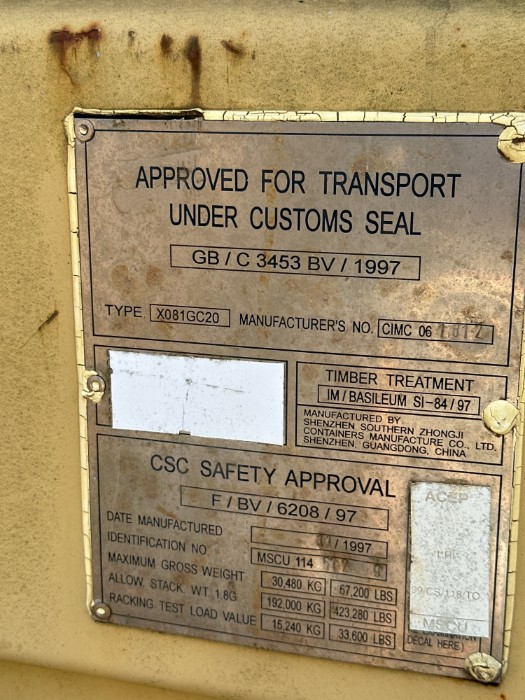 APPROVED FOR TRANSPORT
UNDER CUSTOMS SEAL
GB / C 3453 BV / 1997
TYPE X081GC20 MANUFACTURER'S NO. CIMC 06
TIMBER TREATMENT
IM / BASILEUM SI-84 / 97
MANUFACTURED BY
SHENZHEN SOUTHERN ZHONGJI
CONTAINERS MANUFACTURE CO., LTD.
SHENZHEN, GUANGDONG, CHINA
CSC SAFETY APPROVAL
F / BV / 6208 / 97
DATE MANUFACTURED / 1997
IDENTIFICATION NO. MSCU 114
MAXIMUM GROSS WEIGHT 30,480 KG 67,200 LBS
ALLOW. STACK WT 1.8G 192,000 KG 423,280 LBS
RACKING TEST LOAD VALUE 15,240 KG 33,600 LBS
ACEP
MSCU
DECAL HERE)